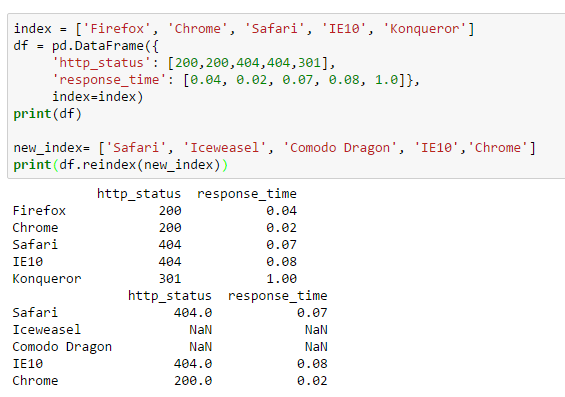 index = ['Firefox', 'Chrome', 'Safari', 'IE10', 'Konqueror']
df = pd.DataFrame({
     'http_status': [200,200,404,404,301],
     'response_time': [0.04, 0.02, 0.07, 0.08, 1.0]},
     index=index)
print(df)

new_index= ['Safari', 'Iceweasel', 'Comodo Dragon', 'IE10','Chrome']
print(df.reindex(new_index))
           http_status  response_time
Firefox            200           0.04
Chrome             200           0.02
Safari             404           0.07
IE10               404           0.08
Konqueror          301           1.00
               http_status  response_time
Safari               404.0           0.07
Iceweasel              NaN            NaN
Comodo Dragon          NaN            NaN
IE10                 404.0           0.08
Chrome               200.0           0.02